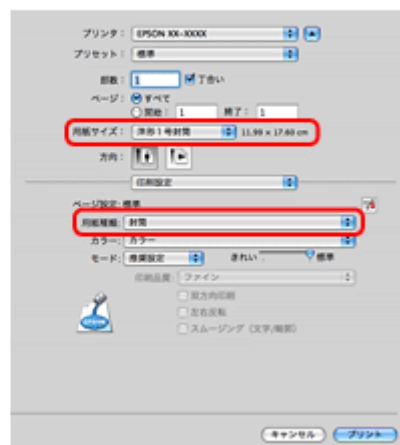 プリンタ： EPSON XX-XXXX
プリセット： 標準
部数： 1 丁合い
ページ： すべて
開始： 1 終了： 1
用紙サイズ： 洋形1号封筒 11.99 x 17.60 cm
方向：
印刷設定
ページ設定：標準
用紙種類： 封筒
カラー： カラー
モード： 推奨設定 きれい 標準
印刷品質： ファイン
双方向印刷
左右反転
スムージング（文字/輪郭）
EPSON
キャンセル プリント